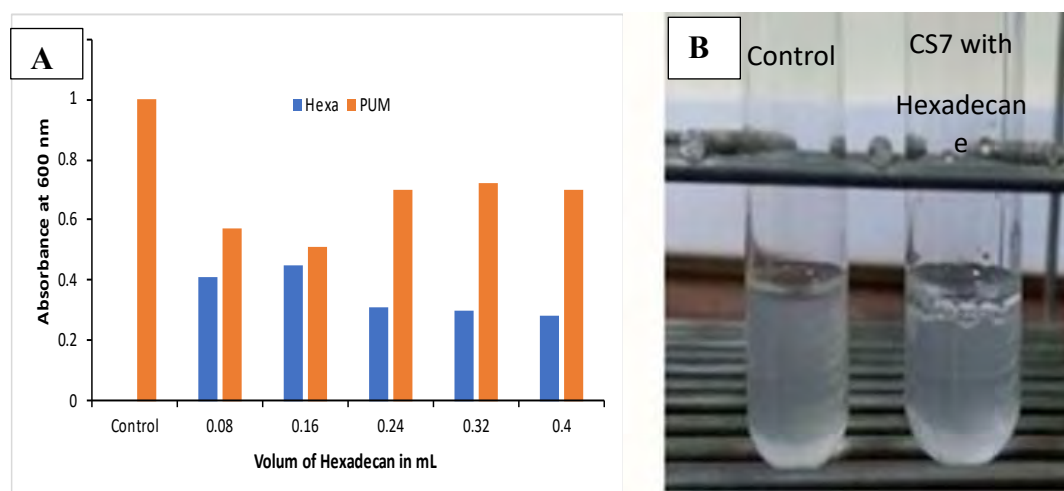 A
Absorbance at 600 nm
1
0.8
0.6
0.4
0.2
0
Hexa PUM
Control 0.08 0.16 0.24 0.32 0.4
Volum of Hexadecan in mL
B
Control
CS7 with
Hexadecan
e